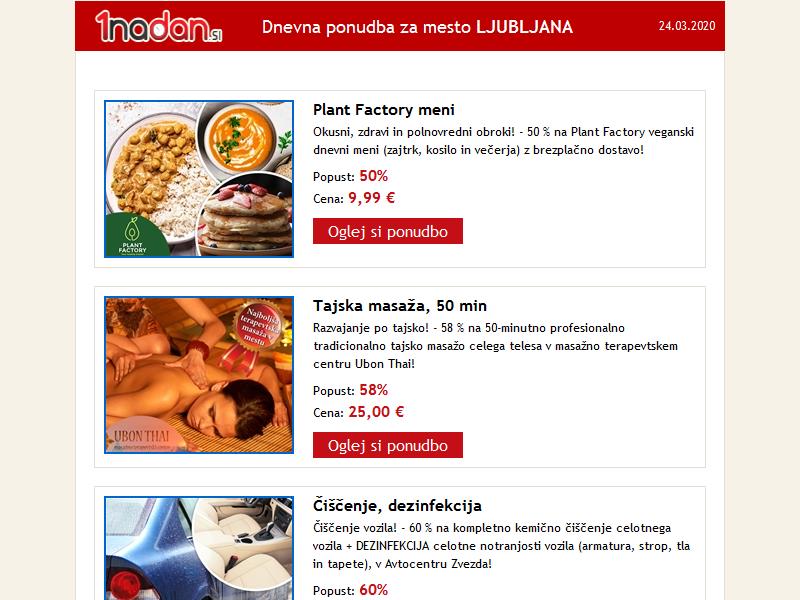 1nadan.si
Dnevna ponudba za mesto LJUBLJANA
24.03.2020
Plant Factory meni
Okusni, zdravi in polnovredni obroki! - 50 % na Plant Factory veganski
dnevni meni (zajtrk, kosilo in večerja) z brezplačno dostavo!
Popust: 50%
Cena: 9,99 €
Oglej si ponudbo
PLANT
FACTORY
Tajska masaža, 50 min
Razvajanje po tajsko! - 58 % na 50-minutno profesionalno
tradicionalno tajsko masažo celega telesa v masažno terapevtskem
centru Ubon Thai!
Popust: 58%
Cena: 25,00 €
Oglej si ponudbo
Najboljša
terapevtska
masaža v
mestu
UBON THAI
Čiščenje, dezinfekcija
Čiščenje vozila! - 60 % na kompletno kemično čiščenje celotnega
vozila + DEZINFEKCIJA celotne notranjosti vozila (armatura, strop, tla
in tapete), v Avtocentru Zvezda!
Popust: 60%